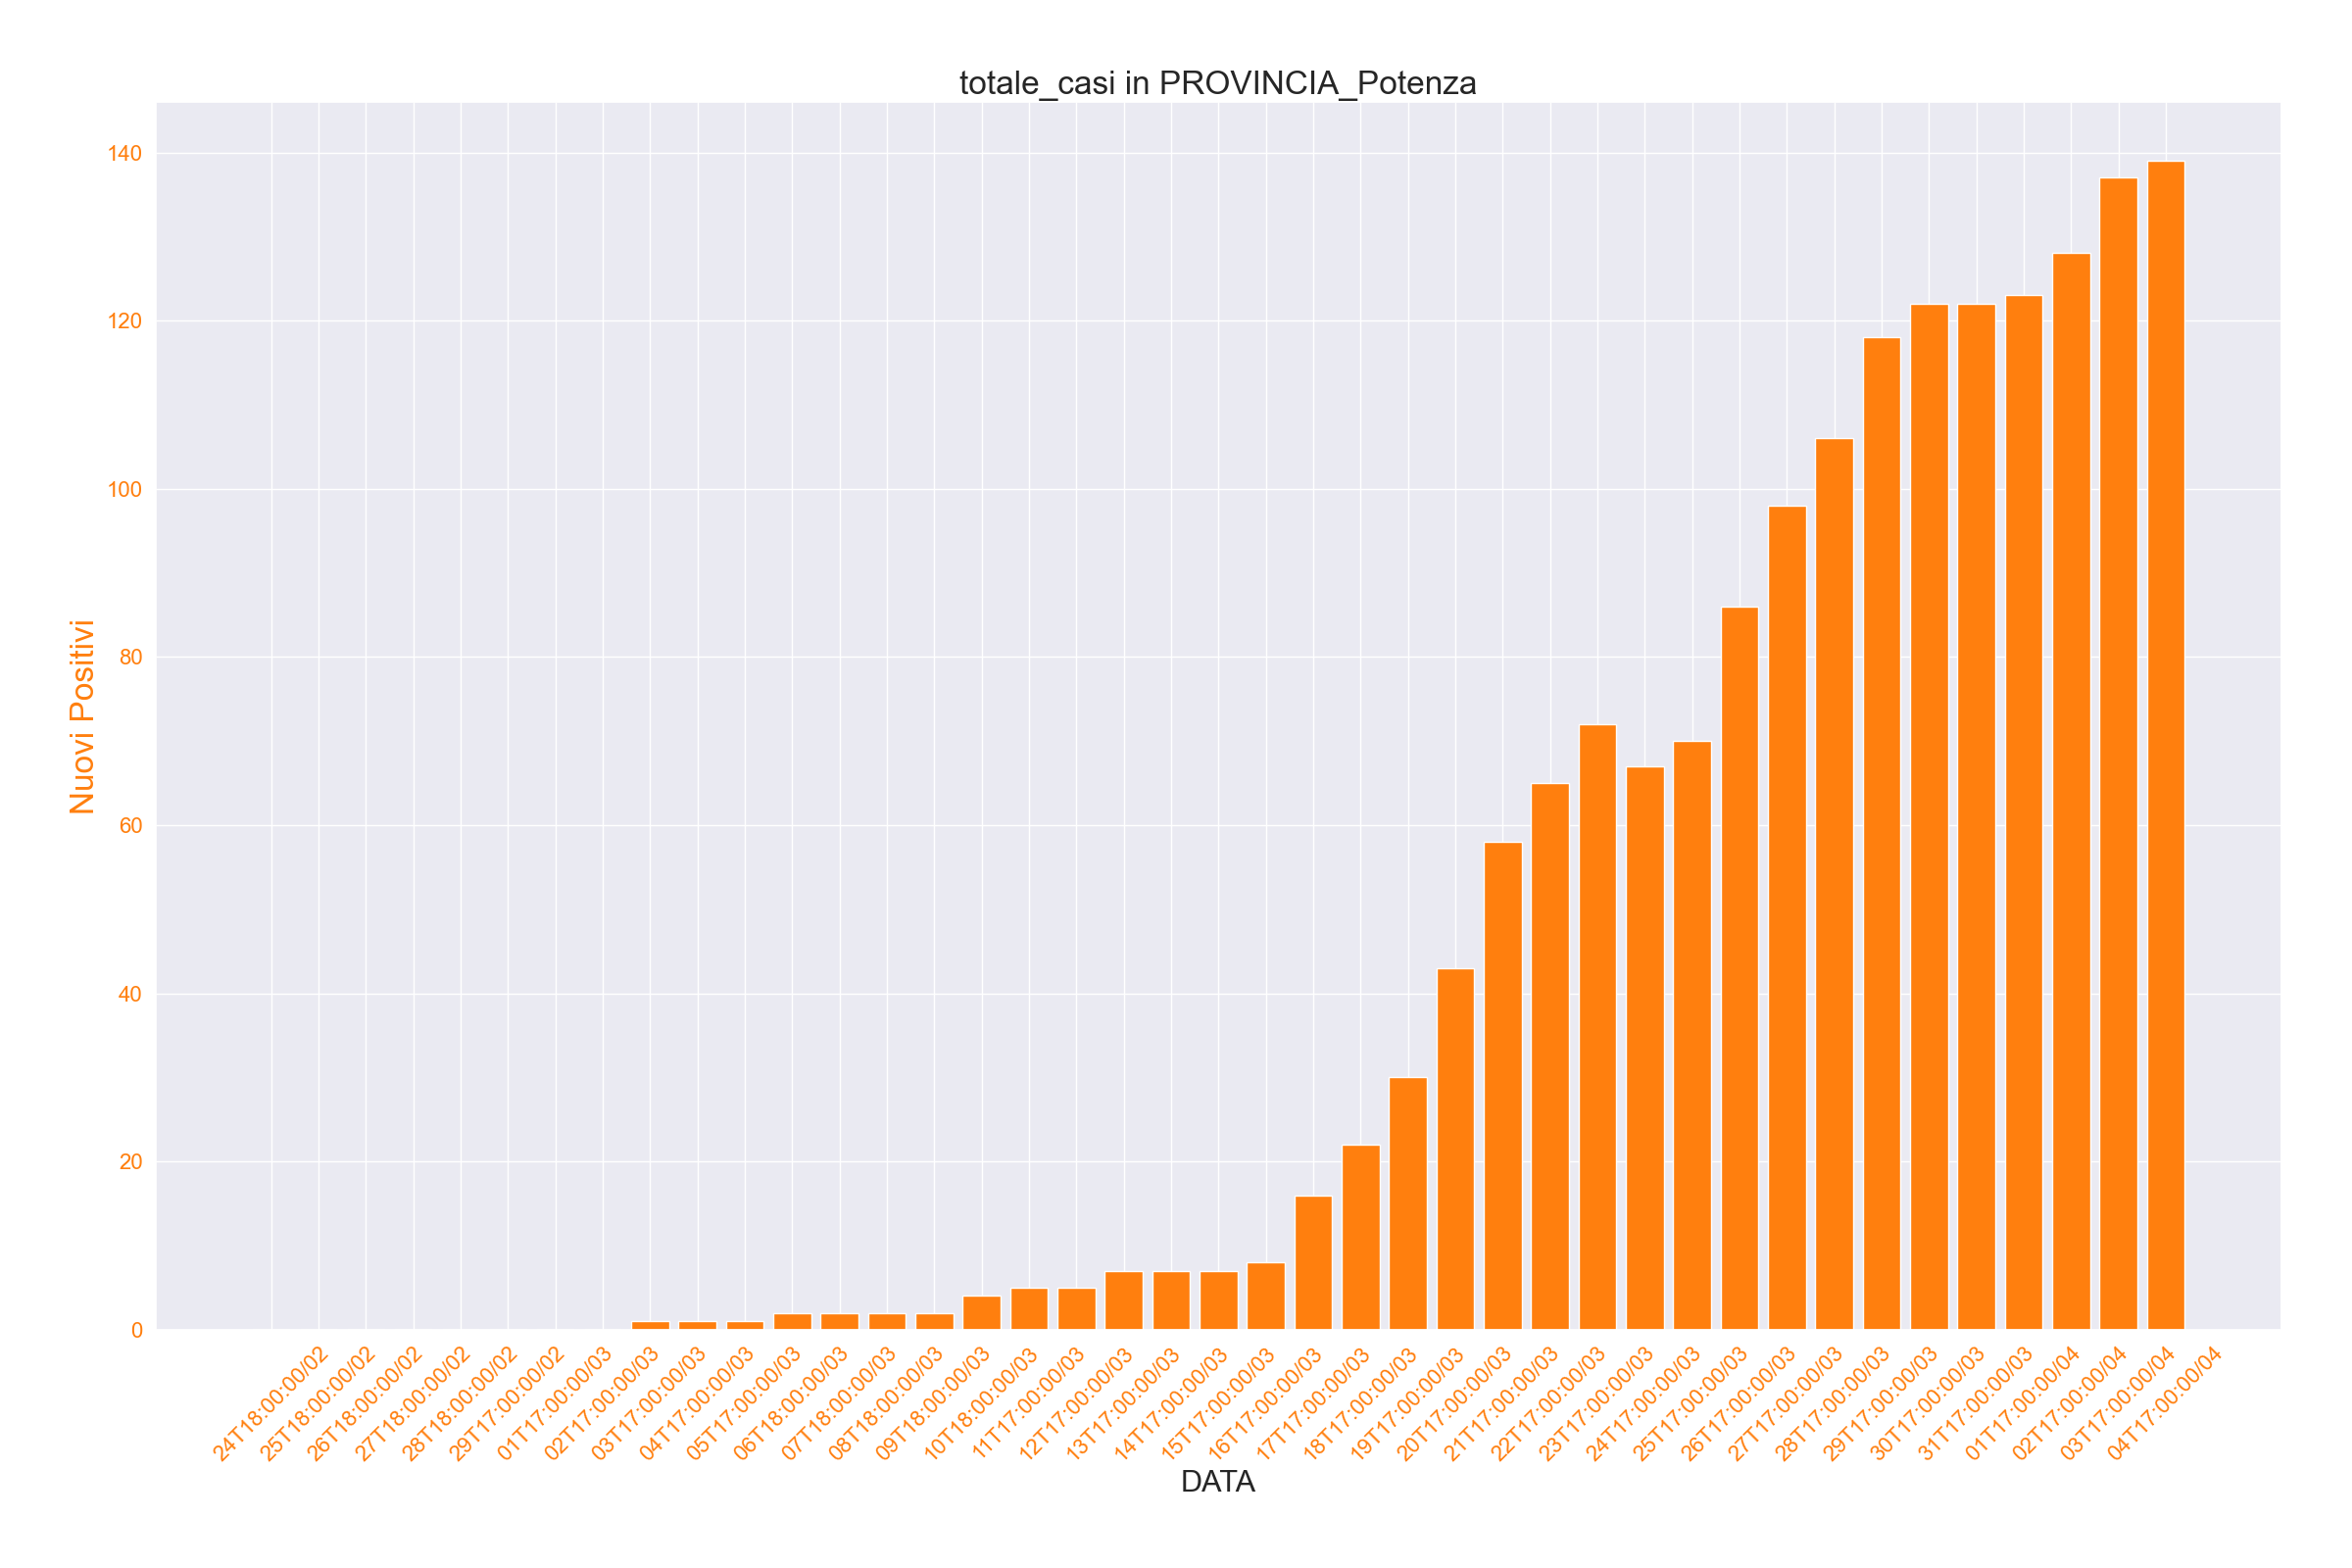 totale_casi in PROVINCIA_Potenza
140
120
100
80
60
40
20
0
Nuovi Positivi
24T18:00:00/02
25T18:00:00/02
26T18:00:00/02
27T18:00:00/02
28T18:00:00/02
29T17:00:00/02
01T17:00:00/03
02T17:00:00/03
03T17:00:00/03
04T17:00:00/03
05T17:00:00/03
06T18:00:00/03
07T18:00:00/03
08T18:00:00/03
09T18:00:00/03
10T18:00:00/03
11T17:00:00/03
12T17:00:00/03
13T17:00:00/03
14T17:00:00/03
15T17:00:00/03
16T17:00:00/03
17T17:00:00/03
18T17:00:00/03
19T17:00:00/03
20T17:00:00/03
21T17:00:00/03
22T17:00:00/03
23T17:00:00/03
24T17:00:00/03
25T17:00:00/03
26T17:00:00/03
27T17:00:00/03
28T17:00:00/03
29T17:00:00/03
30T17:00:00/03
31T17:00:00/03
01T17:00:00/04
02T17:00:00/04
03T17:00:00/04
04T17:00:00/04
DATA